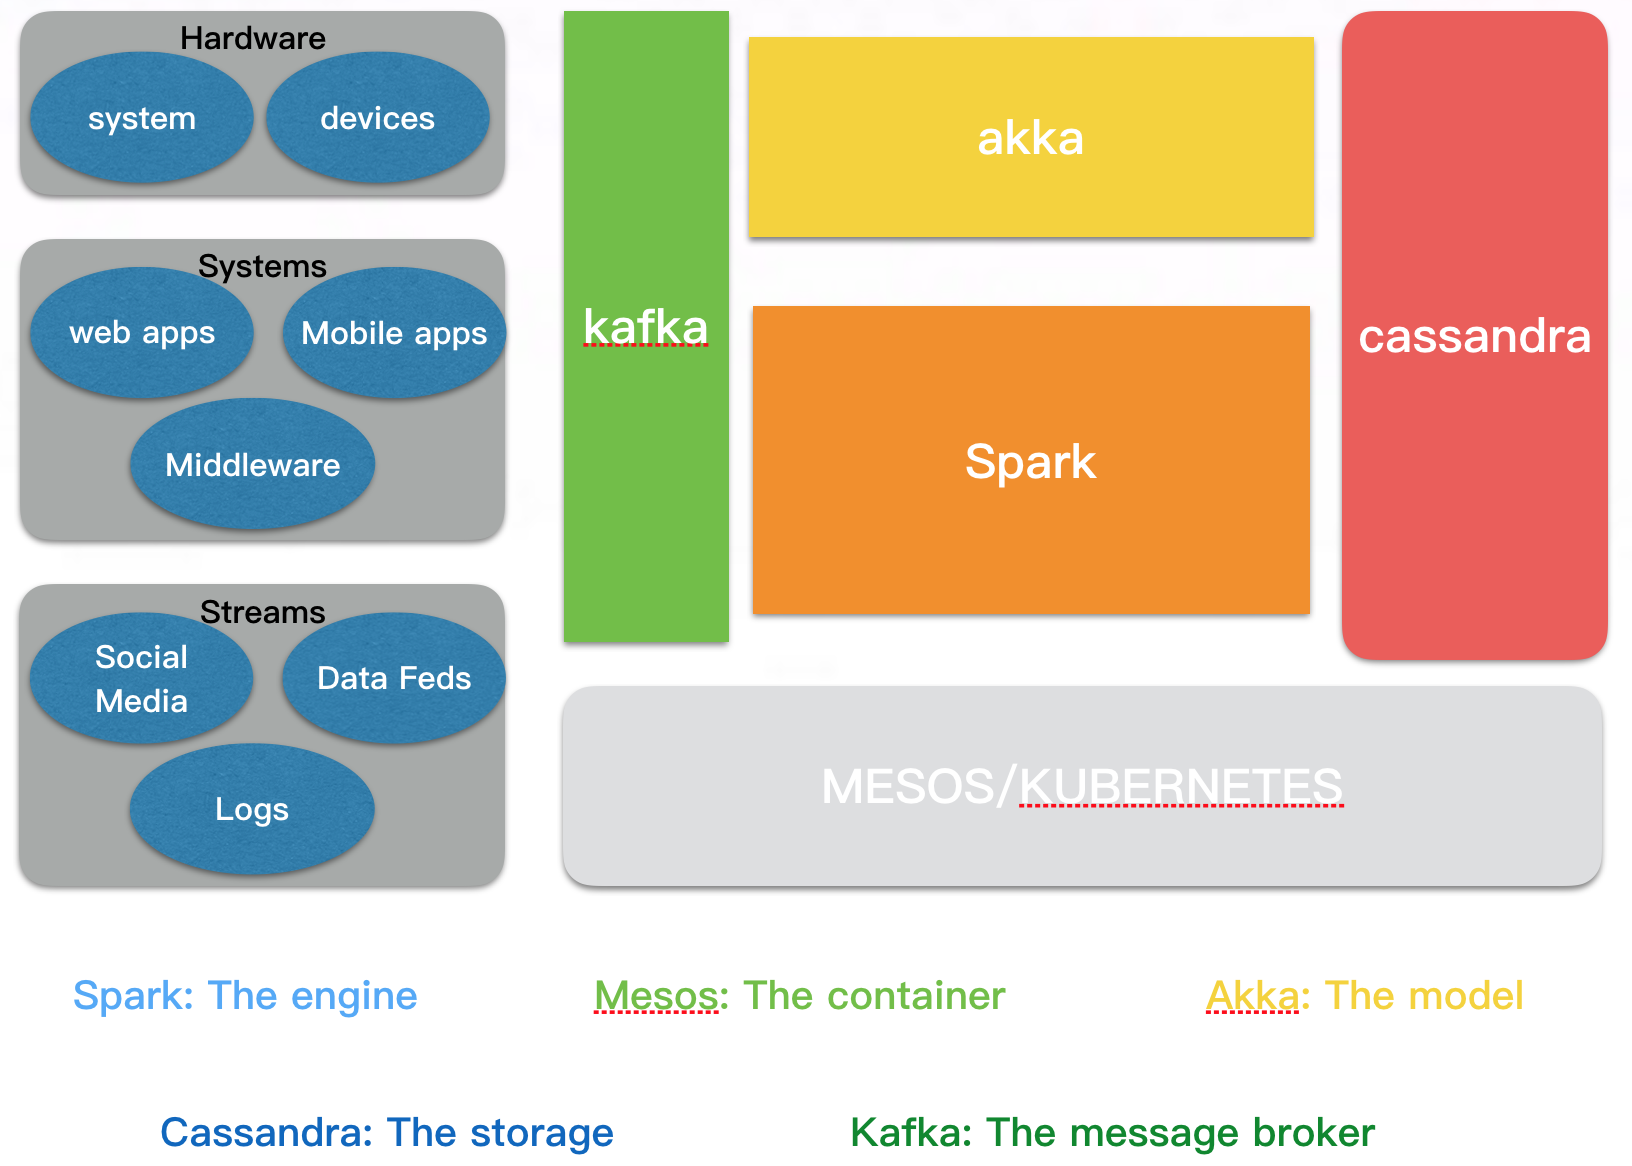 Hardware
system
devices
Systems
web apps
Mobile apps
Middleware
Streams
Social
Media
Data Feds
Logs
kafka
akka
Spark
cassandra
MESOS/KUBERNETES
Spark: The engine
Mesos: The container
Akka: The model
Cassandra: The storage
Kafka: The message broker